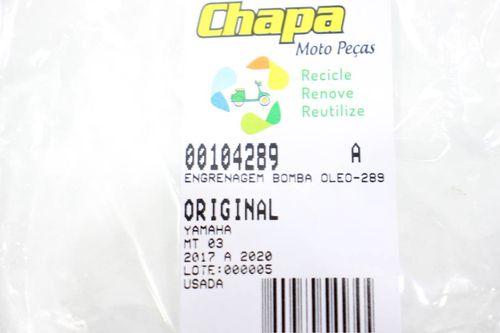 Chapa
Moto Peças
Recicle
Renove
Reutilize
00104289 A
ENGRENAGEM BOMBA OLEO-289
ORIGINAL
YAMAHA
MT 03
2017 A 2020
LOTE:000005
USADA